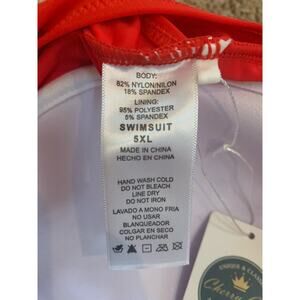 BODY:
82% NYLON/NILON
18% SPANDEX
LINING:
95% POLYESTER
5% SPANDEX
SWIMSUIT
5XL
MADE IN CHINA
HECHO EN CHINA
HAND WASH COLD
DO NOT BLEACH
LINE DRY
DO NOT IRON
LAVADO A MONO FRIA
NO USAR
BLANQUEADOR
COLGAR EN SECO
NO PLANCHAR